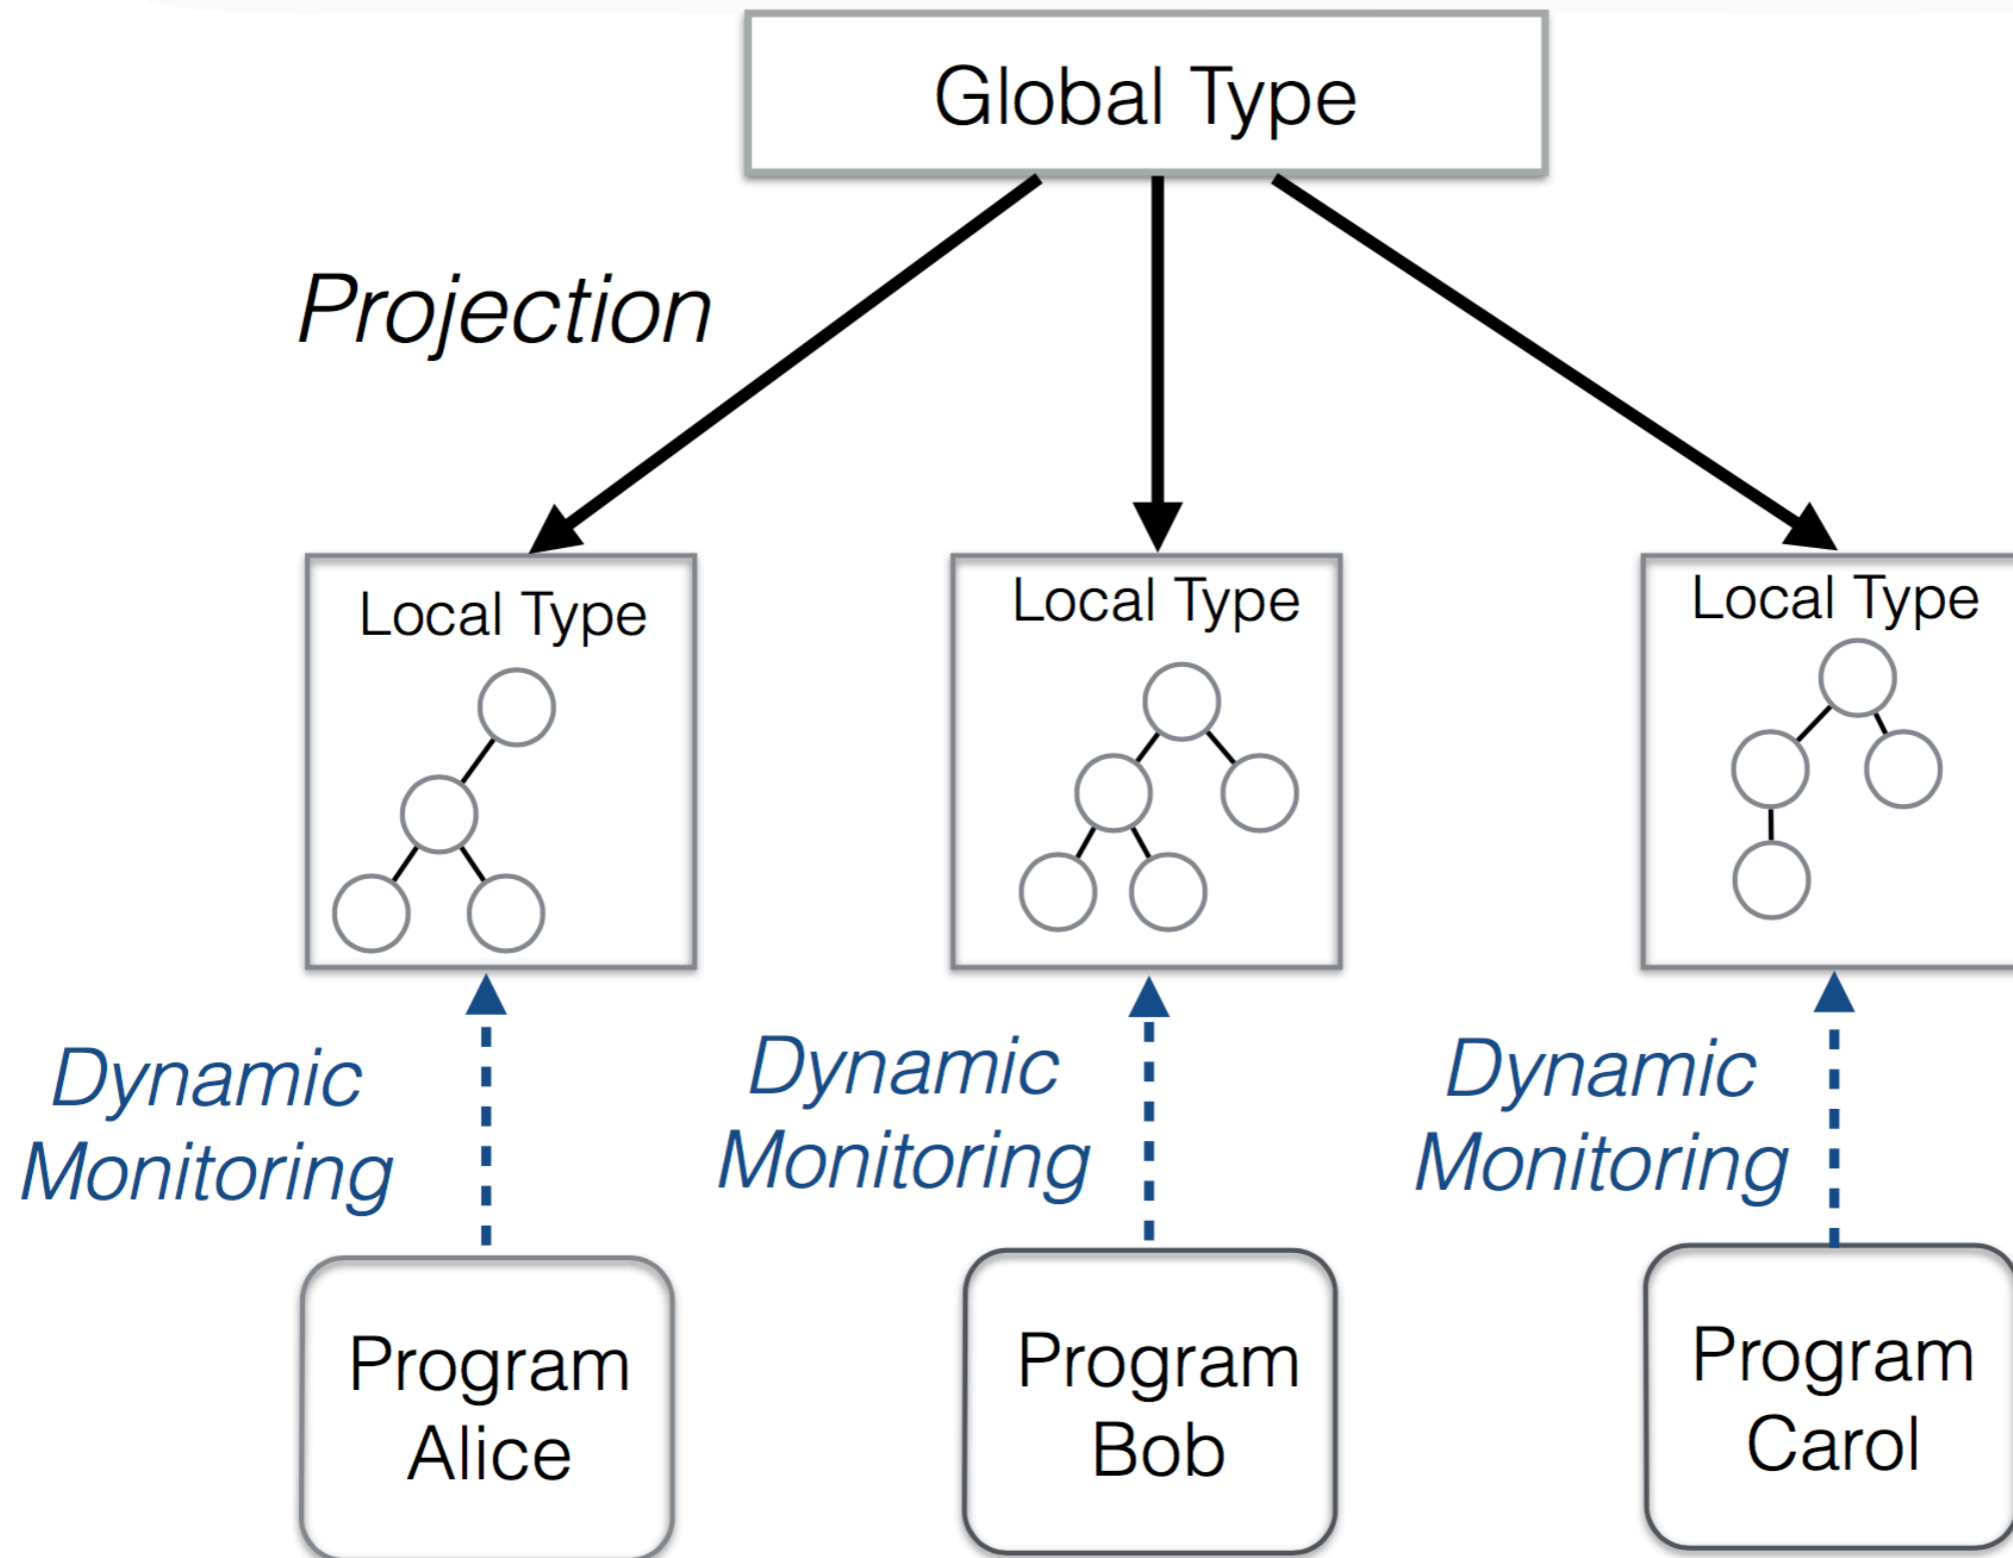 Global Type
Projection
Local Type
Local Type
Local Type
Dynamic
Monitoring
Dynamic
Monitoring
Dynamic
Monitoring
Program
Alice
Program
Bob
Program
Carol